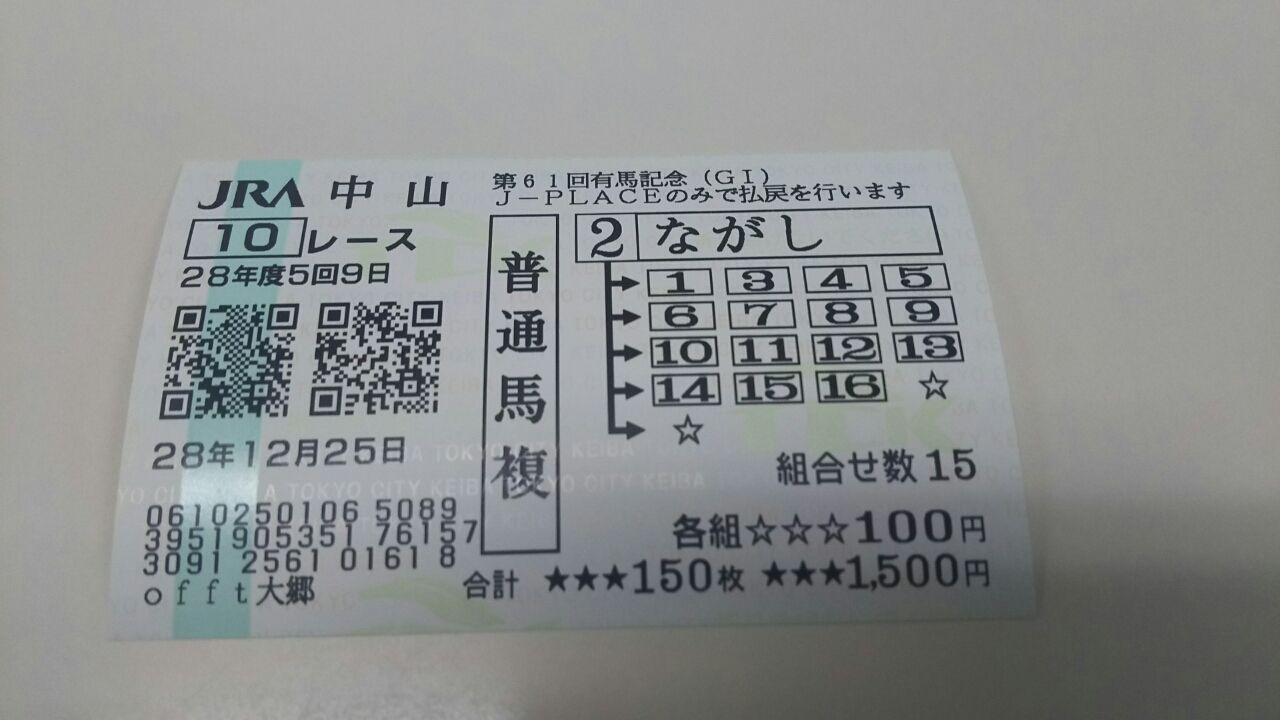 JRA 中山
10 レース
28年度5回9日
28年12月25日
0610250106 5089
3951905351 76157
3091 2561 0161 8
offt大郷
普通馬複
第61回有馬記念（GI）
J－PLACEのみで払戻を行います
2 ながし
1 3 4 5
6 7 8 9
10 11 12 13
14 15 16 ☆
☆
組合せ数 15
各組☆☆☆100円
合計 ★★★150枚 ★★★1,500円
TOKYO CITY KEIBA